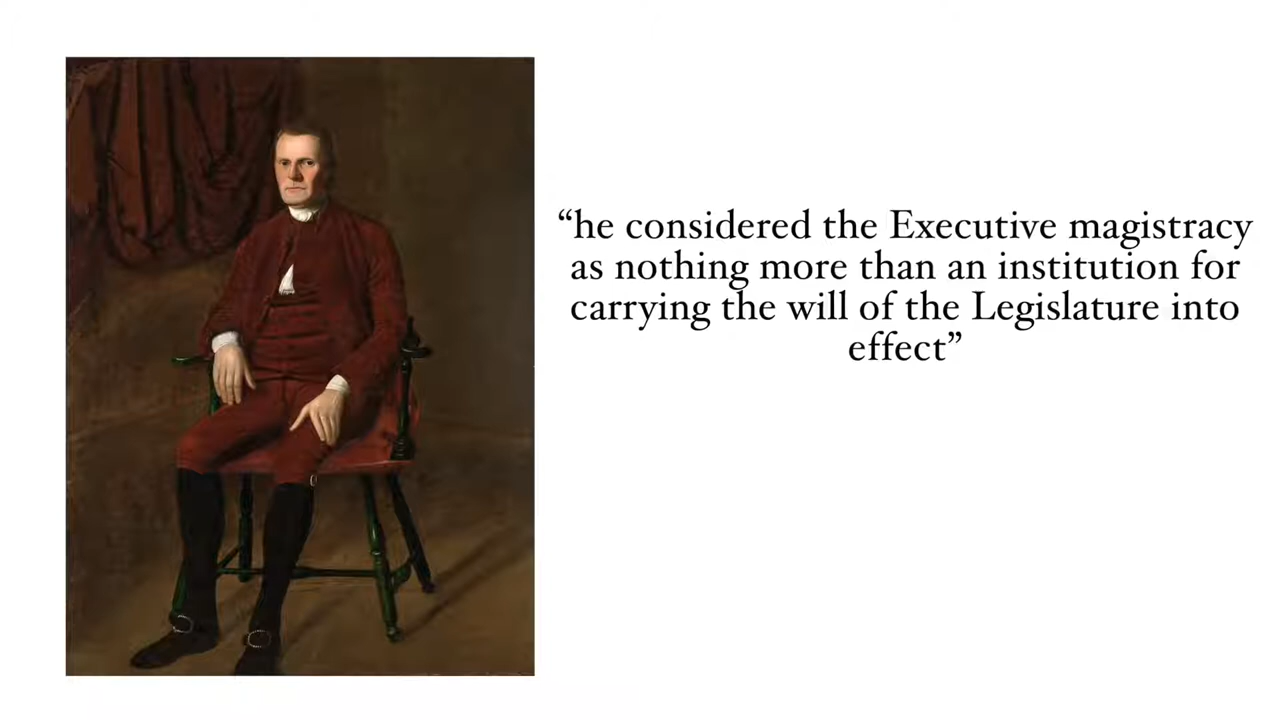 “he considered the Executive magistracy
as nothing more than an institution for
carrying the will of the Legislature into
effect”